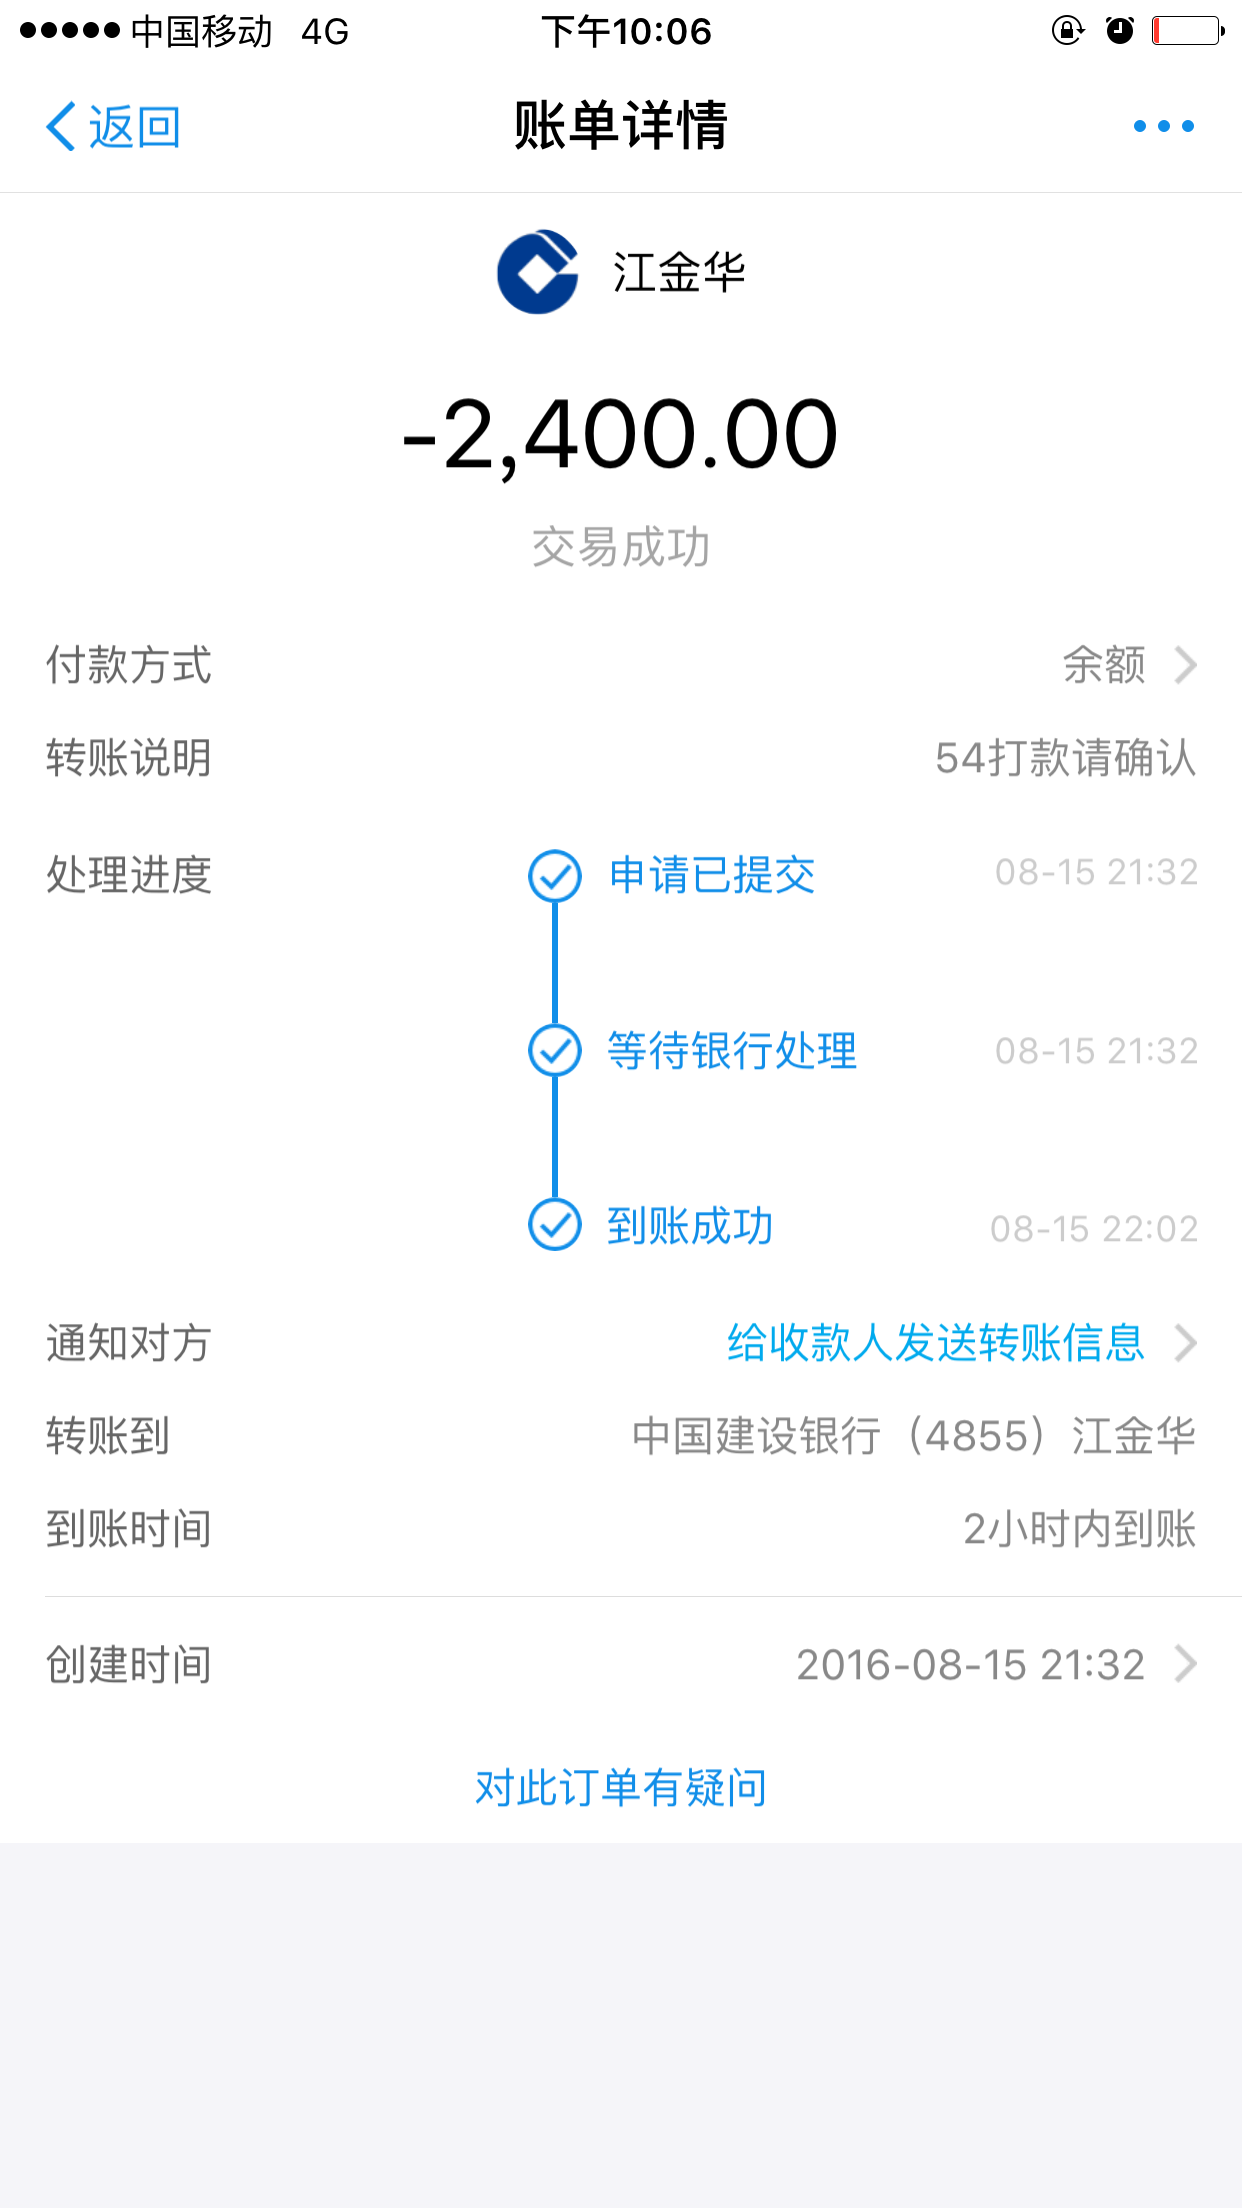 中国移动 4G 下午10:06
返回 账单详情
江金华
-2,400.00
交易成功
付款方式 余额
转账说明 54打款请确认
处理进度 申请已提交 08-15 21:32
等待银行处理 08-15 21:32
到账成功 08-15 22:02
通知对方 给收款人发送转账信息
转账到 中国建设银行（4855）江金华
到账时间 2小时内到账
创建时间 2016-08-15 21:32
对此订单有疑问